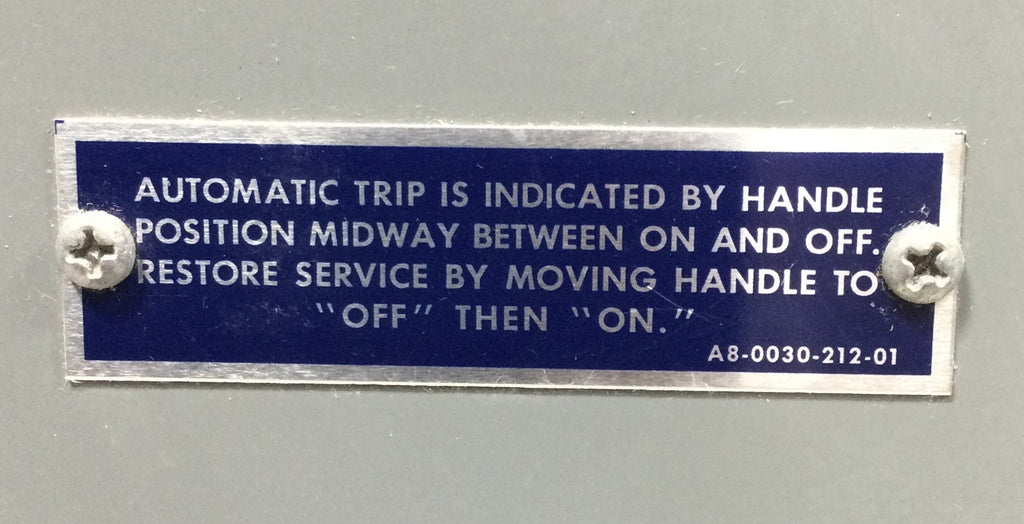 AUTOMATIC TRIP IS INDICATED BY HANDLE
POSITION MIDWAY BETWEEN ON AND OFF.
RESTORE SERVICE BY MOVING HANDLE TO
"OFF" THEN "ON."
A8-0030-212-01